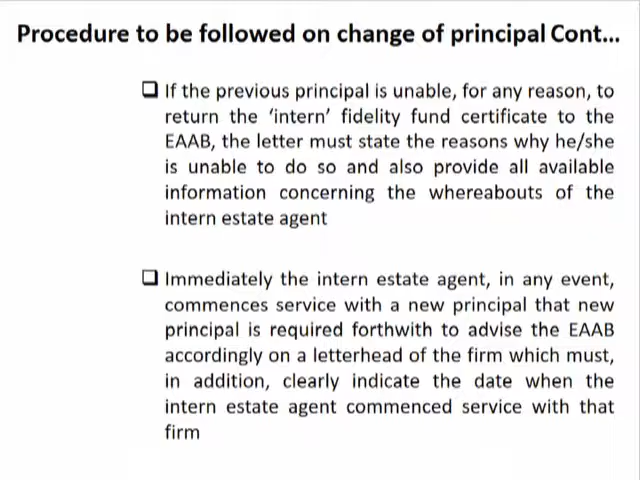 Procedure to be followed on change of principal Cont...
❑ If the previous principal is unable, for any reason, to
return the ‘intern’ fidelity fund certificate to the
EAAB, the letter must state the reasons why he/she
is unable to do so and also provide all available
information concerning the whereabouts of the
intern estate agent
❑ Immediately the intern estate agent, in any event,
commences service with a new principal that new
principal is required forthwith to advise the EAAB
accordingly on a letterhead of the firm which must,
in addition, clearly indicate the date when the
intern estate agent commenced service with that
firm